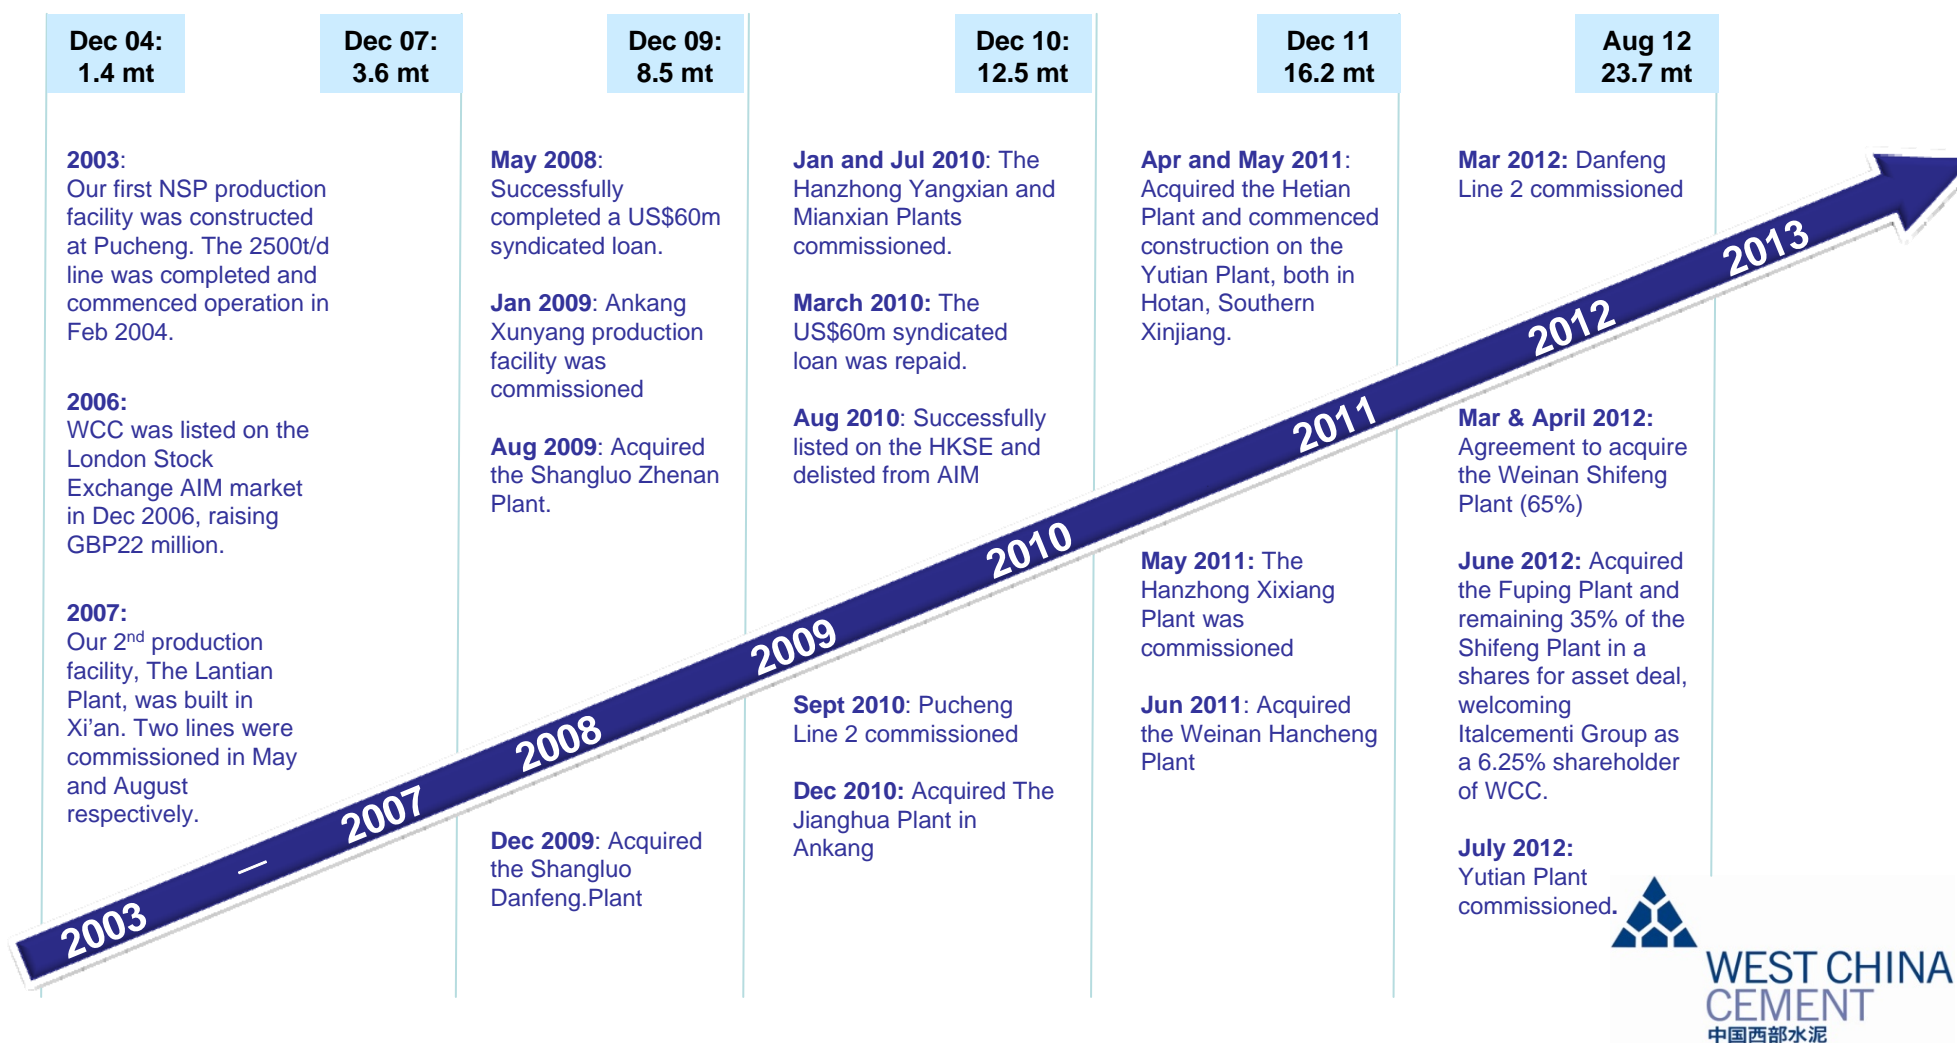 Dec 04:
1.4 mt
Dec 07:
3.6 mt
Dec 09:
8.5 mt
Dec 10:
12.5 mt
Dec 11
16.2 mt
Aug 12
23.7 mt
2003:
Our first NSP production
facility was constructed
at Pucheng. The 2500t/d
line was completed and
commenced operation in
Feb 2004.
2006:
WCC was listed on the
London Stock
Exchange AIM market
in Dec 2006, raising
GBP22 million.
2007:
Our 2nd production
facility, The Lantian
Plant, was built in
Xi’an. Two lines were
commissioned in May
and August
respectively.
May 2008:
Successfully
completed a US$60m
syndicated loan.
Jan 2009: Ankang
Xunyang production
facility was
commissioned
Aug 2009: Acquired
the Shangluo Zhenan
Plant.
Dec 2009: Acquired
the Shangluo
Danfeng.Plant
Jan and Jul 2010: The
Hanzhong Yangxian and
Mianxian Plants
commissioned.
March 2010: The
US$60m syndicated
loan was repaid.
Aug 2010: Successfully
listed on the HKSE and
delisted from AIM
Sept 2010: Pucheng
Line 2 commissioned
Dec 2010: Acquired The
Jianghua Plant in
Ankang
Apr and May 2011:
Acquired the Hetian
Plant and commenced
construction on the
Yutian Plant, both in
Hotan, Southern
Xinjiang.
May 2011: The
Hanzhong Xixiang
Plant was
commissioned
Jun 2011: Acquired
the Weinan Hancheng
Plant
Mar 2012: Danfeng
Line 2 commissioned
Mar & April 2012:
Agreement to acquire
the Weinan Shifeng
Plant (65%)
June 2012: Acquired
the Fuping Plant and
remaining 35% of the
Shifeng Plant in a
shares for asset deal,
welcoming
Italcementi Group as
a 6.25% shareholder
of WCC.
July 2012:
Yutian Plant
commissioned.
2003 — 2007
2008
2009
2010
2011
2012
2013
WEST CHINA
CEMENT
中国西部水泥